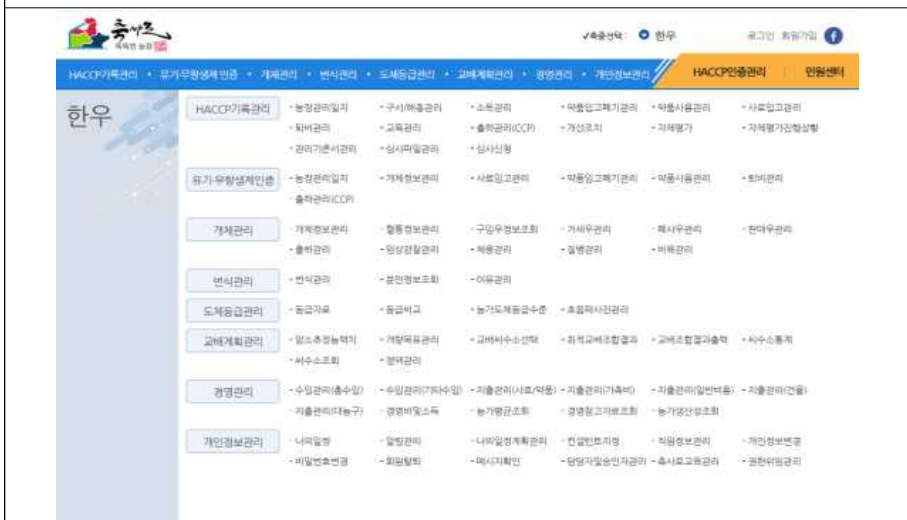 축사로
똑똑한 농장
✓축종선택 : 한우 로그인 회원가입
HACCP기록관리 • 유기·무항생제 인증 • 개체관리 • 번식관리 • 도체등급관리 • 교배계획관리 • 경영관리 • 개인정보관리 HACCP인증관리 | 민원센터
한우
HACCP기록관리 • 농장관리일지 • 구서/해충관리 • 소독관리 • 약품입고폐기관리 • 약품사용관리 • 사료입고관리
• 퇴비관리 • 교육관리 • 출하관리(CCP) • 개선조치 • 자체평가 • 자체평가진행상황
• 관리기준서관리 • 심사파일관리 • 심사신청
유기·무항생제인증 • 농장관리일지 • 개체정보관리 • 사료입고관리 • 약품입고폐기관리 • 약품사용관리 • 퇴비관리
• 출하관리(CCP)
개체관리 • 개체정보관리 • 혈통정보관리 • 구입우정보조회 • 거세우관리 • 폐사우관리 • 판매우관리
• 출하관리 • 임상관찰관리 • 체중관리 • 질병관리 • 비육관리
번식관리 • 번식관리 • 분만정보조회 • 이유관리
도체등급관리 • 등급자료 • 등급비교 • 농가도체등급수준 • 초음파사진관리
교배계획관리 • 암소추정능력치 • 개량목표관리 • 교배씨수소선택 • 최적교배조합결과 • 교배조합결과출력 • 씨수소통계
• 씨수소조회 • 정액관리
경영관리 • 수입관리(총수입) • 수입관리(기타수입) • 지출관리(사료/약품) • 지출관리(가축비) • 지출관리(일반비용) • 지출관리(건물)
• 지출관리(대농구) • 경영비및소득 • 농가평균조회 • 경영참고자료조회 • 농가생산성조회
개인정보관리 • 나의일정 • 알림관리 • 나의일정계획관리 • 컨설턴트지정 • 직원정보관리 • 개인정보변경
• 비밀번호변경 • 회원탈퇴 • 메시지확인 • 담당자및승인자관리 • 축사로교육관리 • 권한위임관리